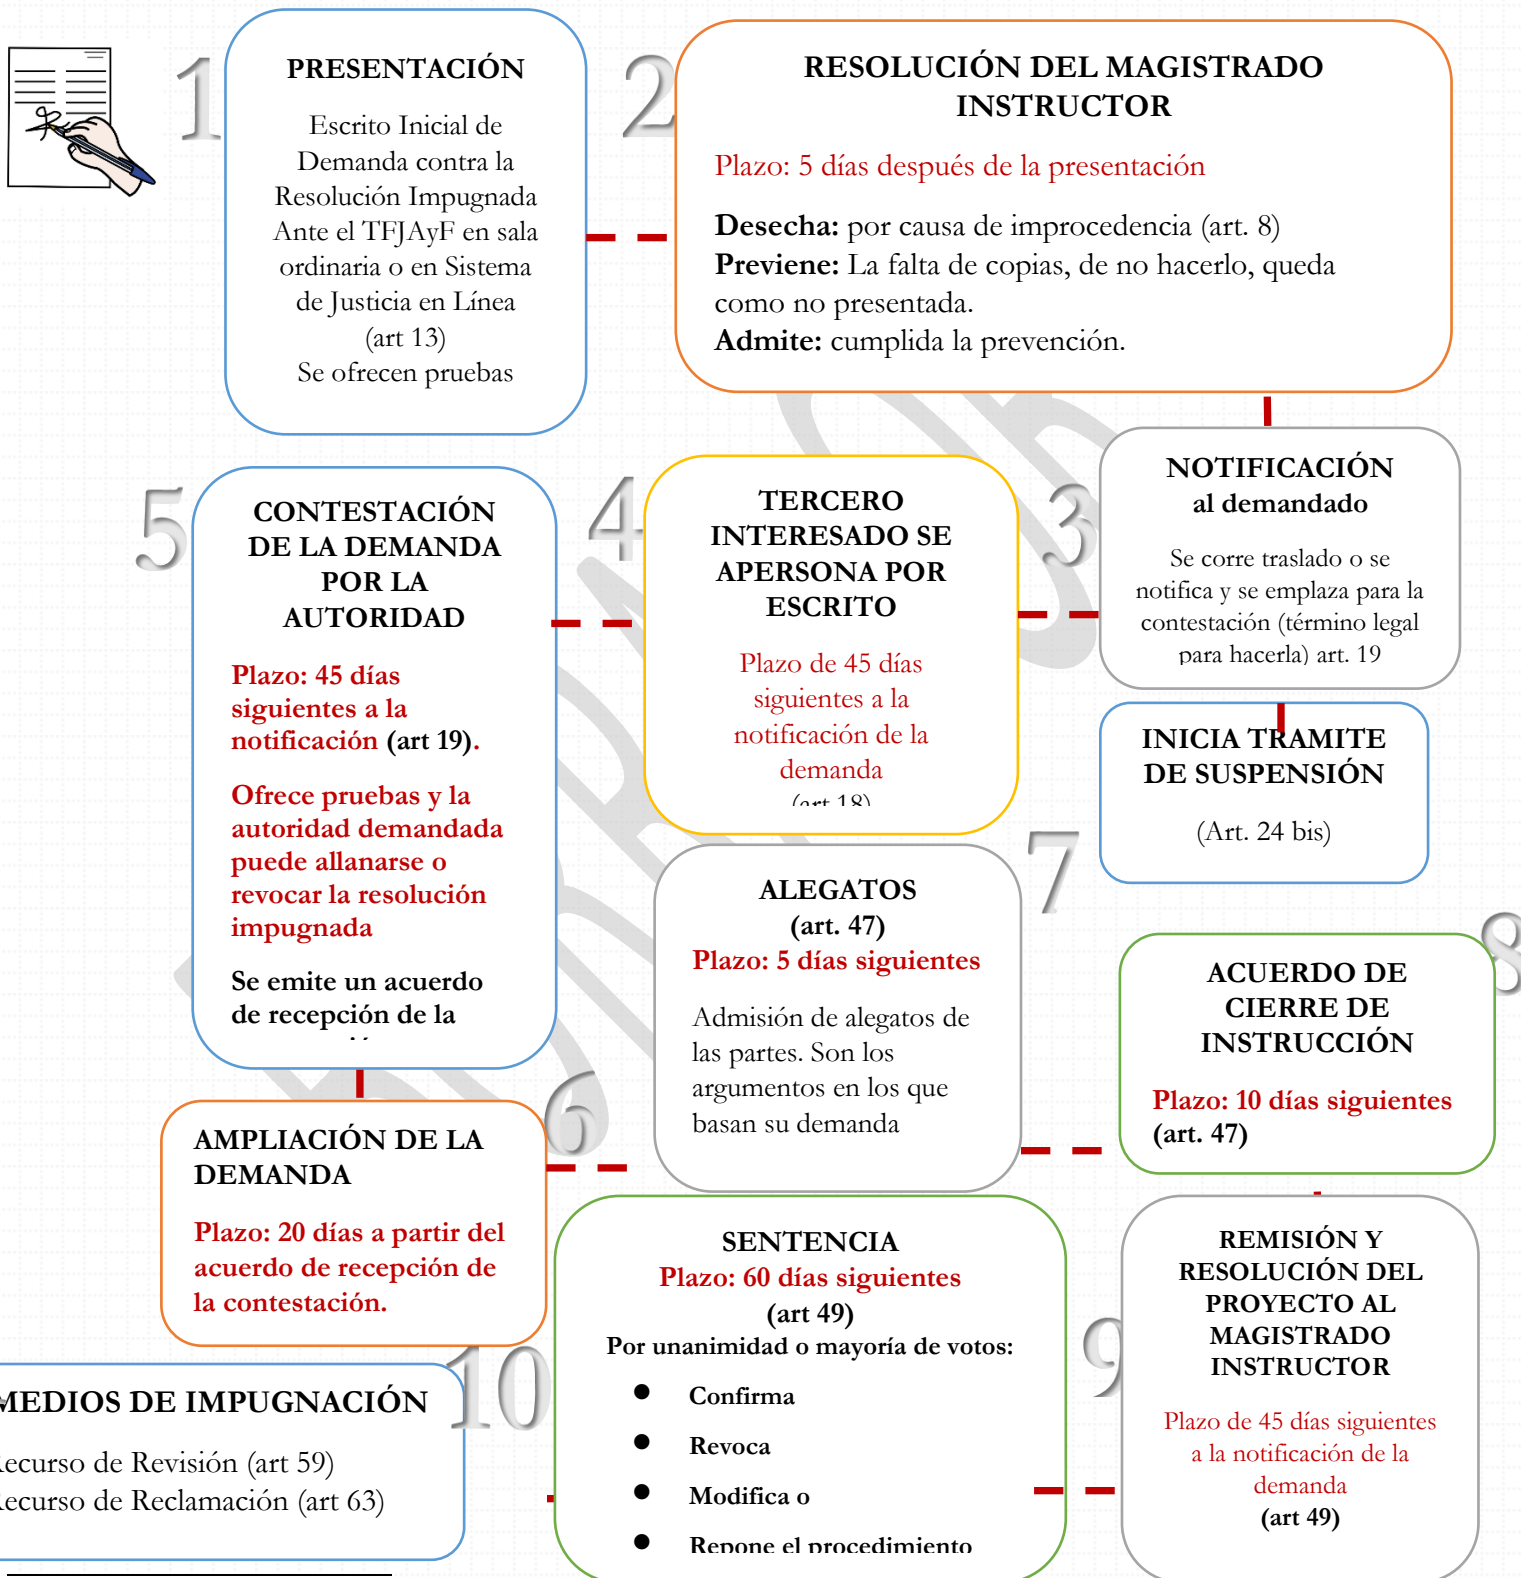 1
PRESENTACIÓN
Escrito Inicial de
Demanda contra la
Resolución Impugnada
Ante el TFJAyF en sala
ordinaria o en Sistema
de Justicia en Línea
(art 13)
Se ofrecen pruebas
2
RESOLUCIÓN DEL MAGISTRADO
INSTRUCTOR
Plazo: 5 días después de la presentación
Desecha: por causa de improcedencia (art. 8)
Previene: La falta de copias, de no hacerlo, queda
como no presentada.
Admite: cumplida la prevención.
3
NOTIFICACIÓN
al demandado
Se corre traslado o se
notifica y se emplaza para la
contestación (término legal
para hacerla) art. 19
INICIA TRAMITE
DE SUSPENSIÓN
(Art. 24 bis)
4
TERCERO
INTERESADO SE
APERSONA POR
ESCRITO
Plazo de 45 días
siguientes a la
notificación de la
demanda
(art 18)
5
CONTESTACIÓN
DE LA DEMANDA
POR LA
AUTORIDAD
Plazo: 45 días
siguientes a la
notificación (art 19).
Ofrece pruebas y la
autoridad demandada
puede allanarse o
revocar la resolución
impugnada
Se emite un acuerdo
de recepción de la
6
AMPLIACIÓN DE LA
DEMANDA
Plazo: 20 días a partir del
acuerdo de recepción de
la contestación.
7
ALEGATOS
(art. 47)
Plazo: 5 días siguientes
Admisión de alegatos de
las partes. Son los
argumentos en los que
basan su demanda
8
ACUERDO DE
CIERRE DE
INSTRUCCIÓN
Plazo: 10 días siguientes
(art. 47)
9
REMISIÓN Y
RESOLUCIÓN DEL
PROYECTO AL
MAGISTRADO
INSTRUCTOR
Plazo de 45 días siguientes
a la notificación de la
demanda
(art 49)
SENTENCIA
Plazo: 60 días siguientes
(art 49)
Por unanimidad o mayoría de votos:
● Confirma
● Revoca
● Modifica o
● Repone el procedimiento
10
MEDIOS DE IMPUGNACIÓN
Recurso de Revisión (art 59)
Recurso de Reclamación (art 63)